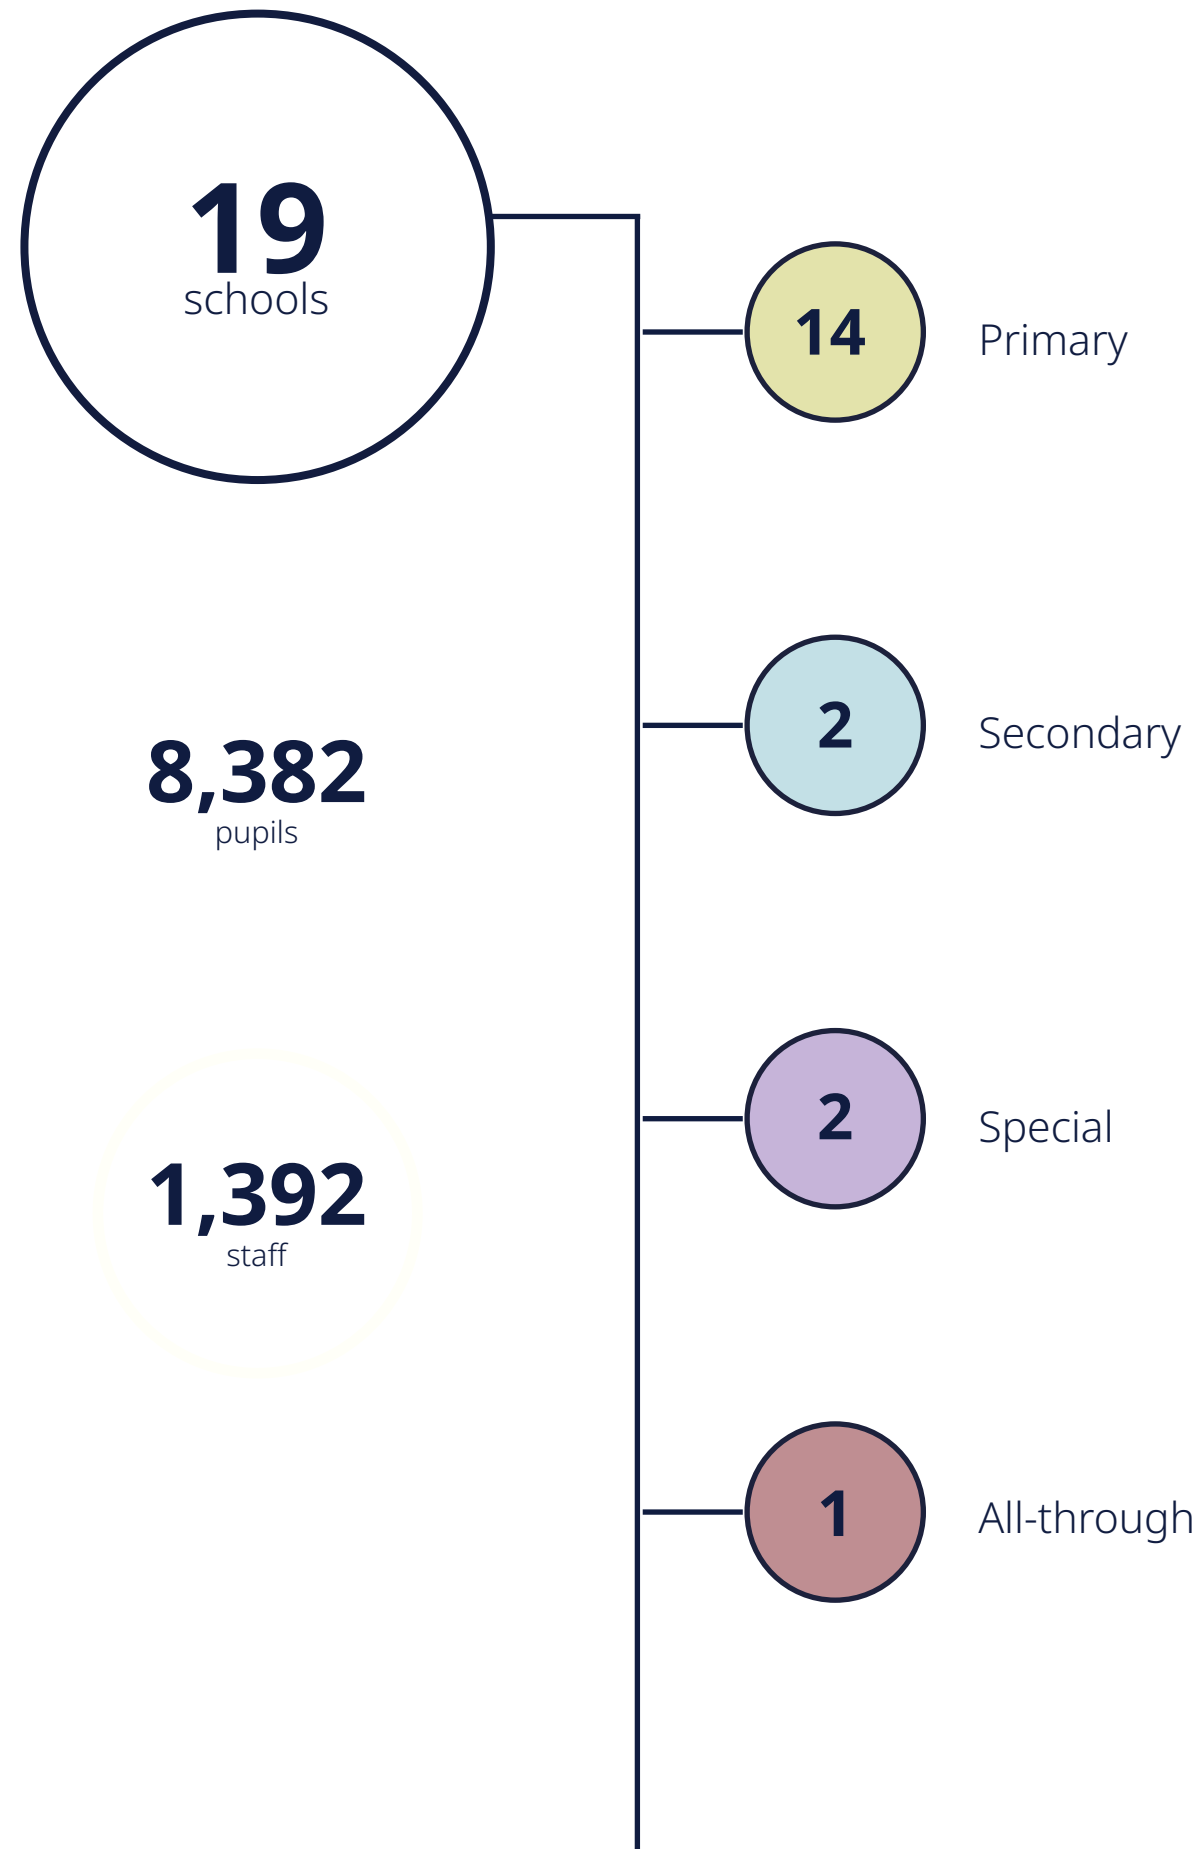 19
schools
14
Primary
2
Secondary
8,382
pupils
2
Special
1,392
staff
1
All-through